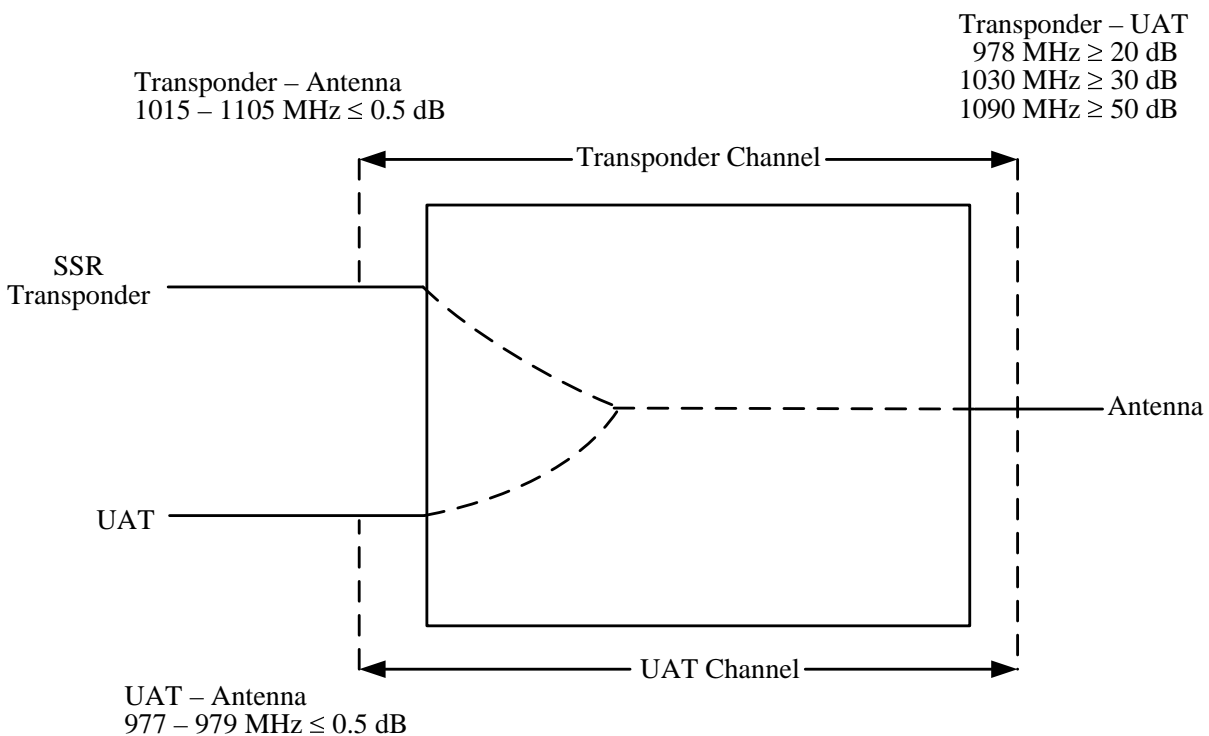 Transponder – UAT
978 MHz ≥ 20 dB
1030 MHz ≥ 30 dB
1090 MHz ≥ 50 dB
Transponder – Antenna
1015 – 1105 MHz ≤ 0.5 dB
Transponder Channel
SSR
Transponder
Antenna
UAT
UAT Channel
UAT – Antenna
977 – 979 MHz ≤ 0.5 dB